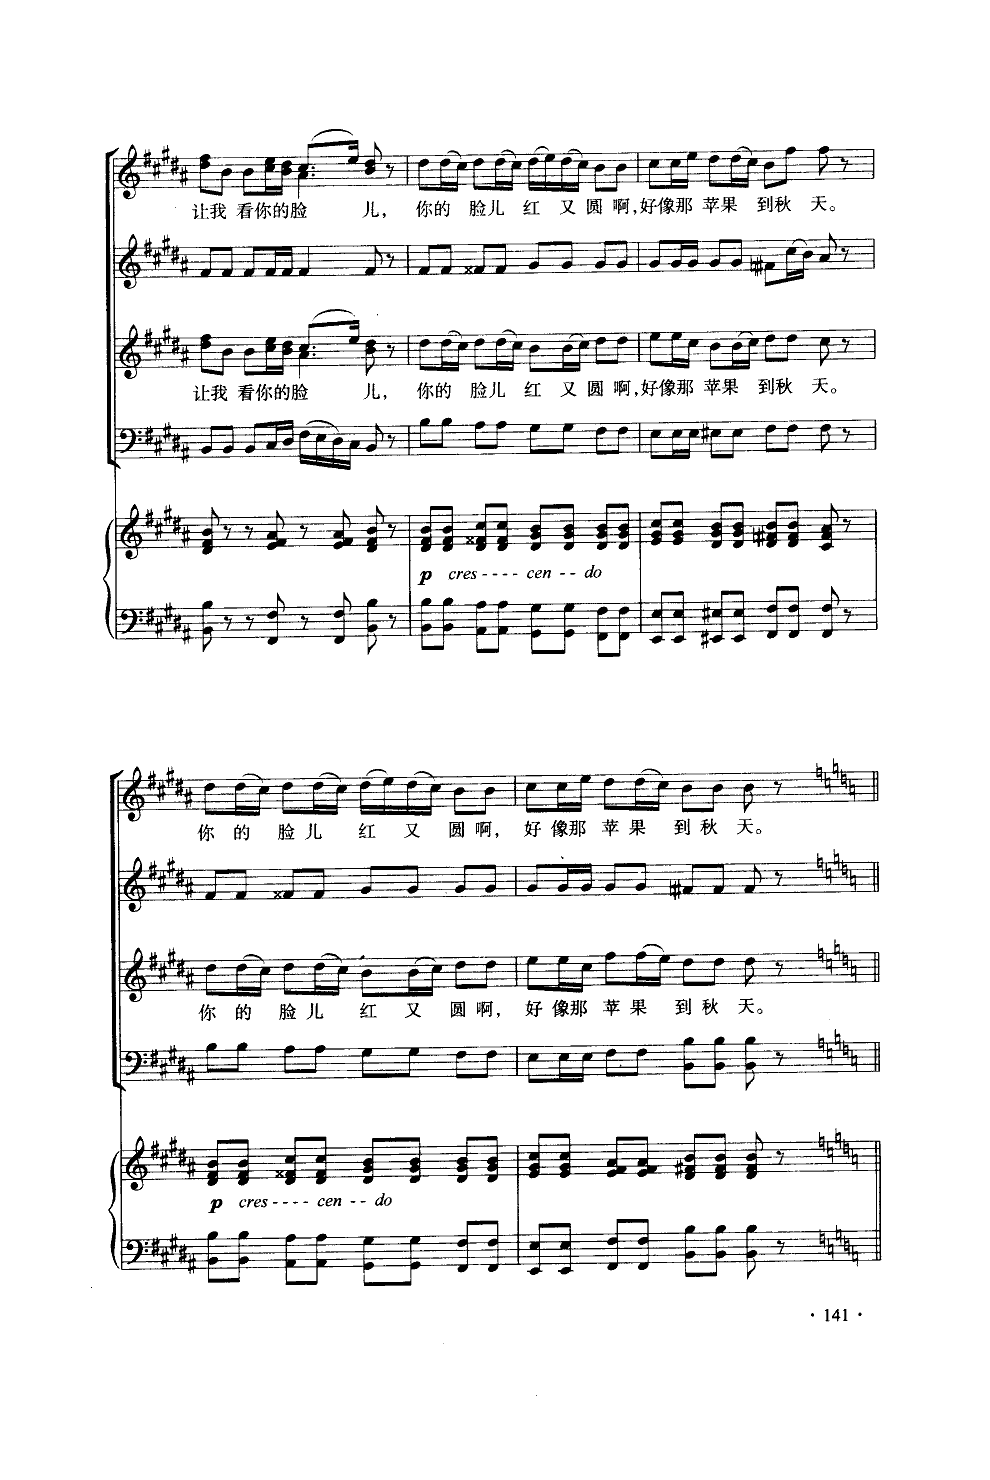 让我 看你的脸 儿， 你的 脸儿 红 又 圆 啊，好像那 苹果 到秋 天。
让我 看你的脸 儿， 你的 脸儿 红 又 圆 啊，好像那 苹果 到秋 天。
p cres - - - - cen - - do
你 的 脸 儿 红 又 圆 啊， 好 像那 苹 果 到 秋 天。
你 的 脸 儿 红 又 圆 啊， 好 像那 苹 果 到 秋 天。
p cres - - - - cen - - do
· 141 ·